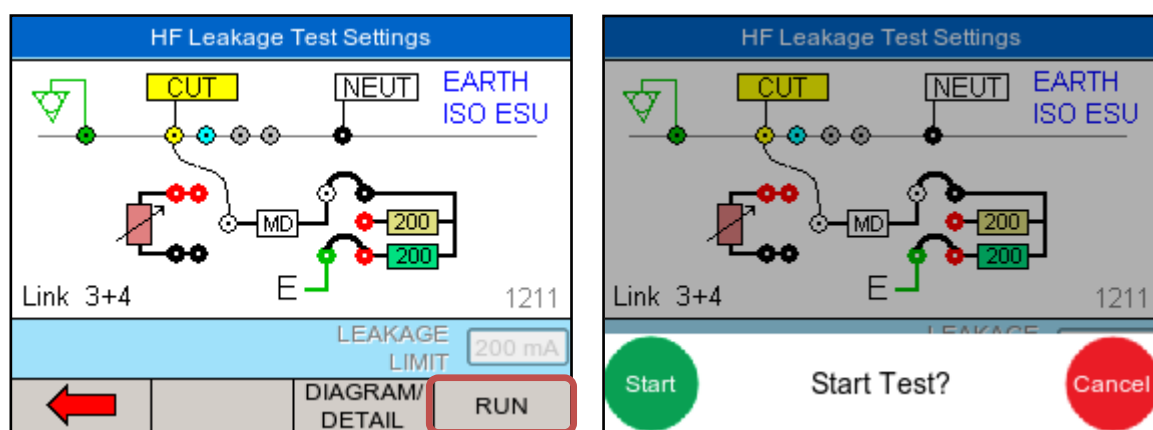 HF Leakage Test Settings
CUT
NEUT
EARTH
ISO ESU
MD
200
200
E
Link 3+4
1211
LEAKAGE
LIMIT
200 mA
DIAGRAM/
DETAIL
RUN
HF Leakage Test Settings
CUT
NEUT
EARTH
ISO ESU
MD
200
200
E
Link 3+4
1211
LEAKAGE
Start
Start Test?
Cancel